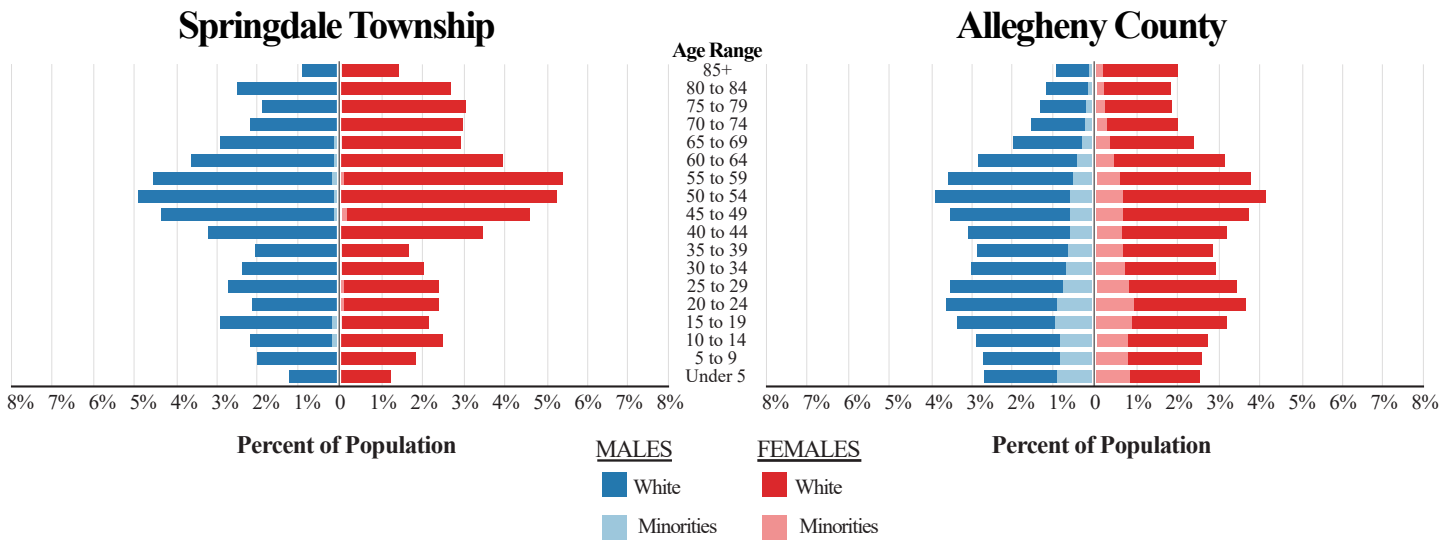 Springdale Township
Allegheny County
Age Range
85+
80 to 84
75 to 79
70 to 74
65 to 69
60 to 64
55 to 59
50 to 54
45 to 49
40 to 44
35 to 39
30 to 34
25 to 29
20 to 24
15 to 19
10 to 14
5 to 9
Under 5
8% 7% 6% 5% 4% 3% 2% 1% 0 1% 2% 3% 4% 5% 6% 7% 8%
8% 7% 6% 5% 4% 3% 2% 1% 0 1% 2% 3% 4% 5% 6% 7% 8%
Percent of Population
Percent of Population
MALES
White
Minorities
FEMALES
White
Minorities